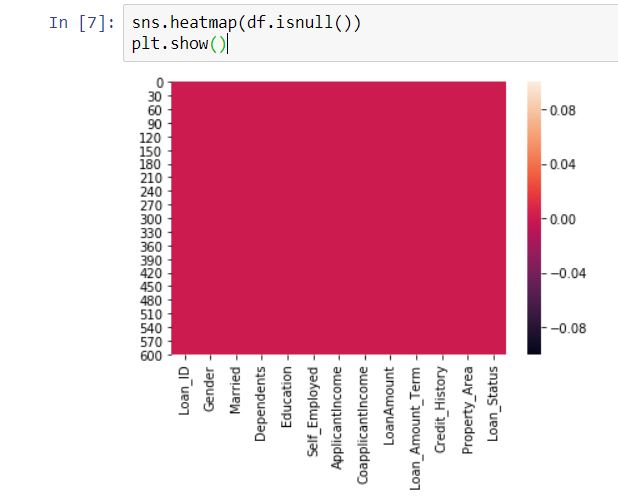 In [7]:
sns.heatmap(df.isnull())
plt.show()
0
30
60
90
120
150
180
210
240
270
300
330
360
390
420
450
480
510
540
570
600
0.08
0.04
0.00
−0.04
−0.08
Loan_ID
Gender
Married
Dependents
Education
Self_Employed
ApplicantIncome
CoapplicantIncome
LoanAmount
Loan_Amount_Term
Credit_History
Property_Area
Loan_Status